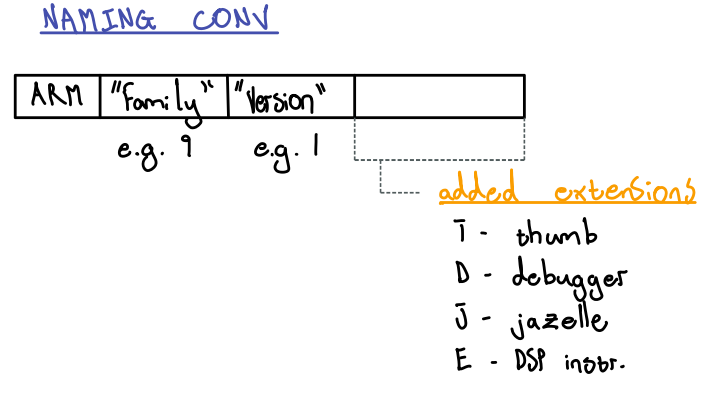 NAMING CONV
ARM "Family" "Version"
e.g. 9 e.g. 1
added extensions
T - thumb
D - debugger
J - jazelle
E - DSP instr.